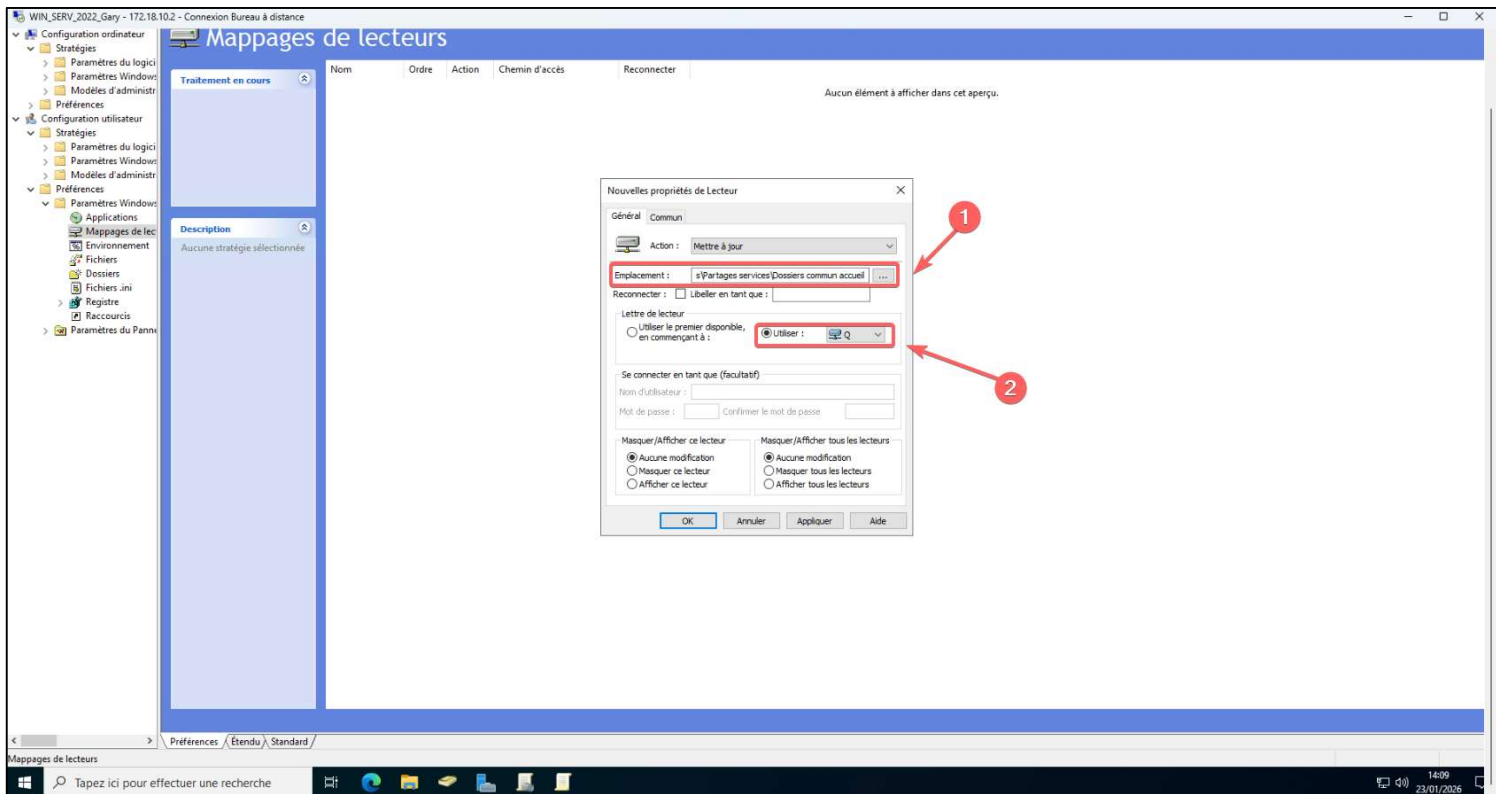 WIN_SERV_2022_Gary - 172.18.10.2 - Connexion Bureau à distance
Configuration ordinateur
Stratégies
Paramètres du logici
Paramètres Windows
Modèles d'administr
Préférences
Configuration utilisateur
Stratégies
Paramètres du logici
Paramètres Windows
Modèles d'administr
Préférences
Paramètres Windows
Applications
Mappages de lec
Environnement
Fichiers
Dossiers
Fichiers .ini
Registre
Raccourcis
Paramètres du Panne
Mappages de lecteurs
Traitement en cours
Description
Aucune stratégie sélectionnée
Nom Ordre Action Chemin d'accès Reconnecter
Aucun élément à afficher dans cet aperçu.
Nouvelles propriétés de Lecteur
Général Commun
Action : Mettre à jour
Emplacement : s\Partages services\Dossiers commun accueil ...
Reconnecter : Libeller en tant que :
Lettre de lecteur
Utiliser le premier disponible, en commençant à :
Utiliser : Q
Se connecter en tant que (facultatif)
Nom d'utilisateur :
Mot de passe : Confirmer le mot de passe
Masquer/Afficher ce lecteur
Aucune modification
Masquer ce lecteur
Afficher ce lecteur
Masquer/Afficher tous les lecteurs
Aucune modification
Masquer tous les lecteurs
Afficher tous les lecteurs
OK Annuler Appliquer Aide
1
2
Préférences Étendu Standard
Mappages de lecteurs
Tapez ici pour effectuer une recherche
14:09
23/01/2026